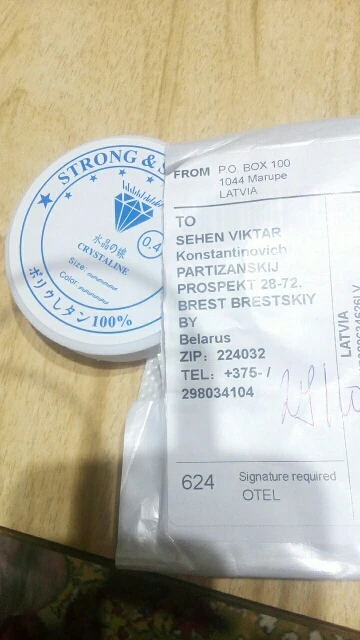 STRONG & S
水晶の線
CRYSTALINE
0.4
Size:
Color:
ポリウレタン100%
FROM P.O. BOX 100
1044 Marupe
LATVIA
TO
SEHEN VIKTAR
Konstantinovich
PARTIZANSKIJ
PROSPEKT 28-72.
BREST BRESTSKIY
BY
Belarus
ZIP: 224032
TEL: +375- /
298034104
624 Signature required
OTEL
LATVIA